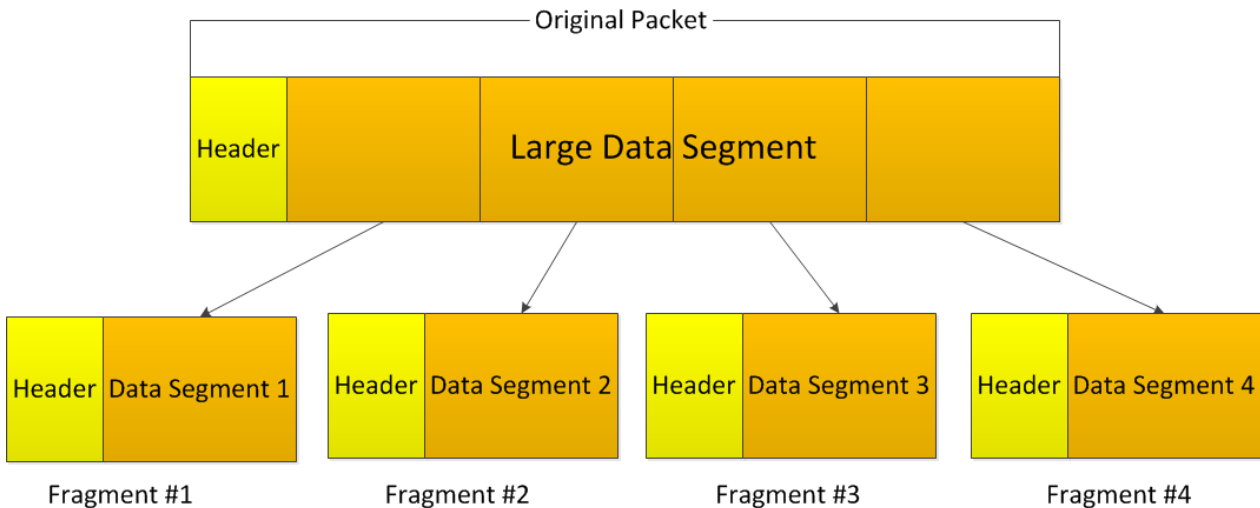 Original Packet
Header
Large Data Segment
Header Data Segment 1
Header Data Segment 2
Header Data Segment 3
Header Data Segment 4
Fragment #1
Fragment #2
Fragment #3
Fragment #4